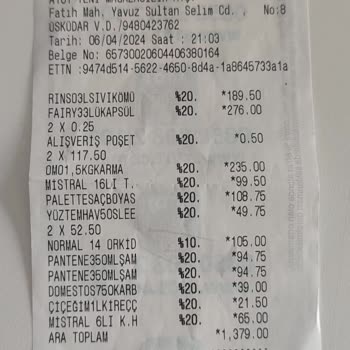 Fatih Mah. Yavuz Sultan Selim Cd. , No:8
ÜSKÜDAR V.D./9480423762
Tarih: 06/04/2024 Saat : 21:03
Belge No: 65730020604406380164
ETTN :9474d514-5622-4650-8d4a-1a8645733a1a
RINSO3LSIVIKOMO %20. *189.50
FAIRY33LÜKAPSÜL %20. *276.00
2 X 0.25
ALIŞVERİŞ POŞET %20. *0.50
2 X 117.50
OMO1,5KGKARMA %20. *235.00
MISTRAL 16LI T. %20. *99.50
PALETTESAÇBOYAS %20. *108.75
YÖZTEMHAV50SLEE %20. *49.75
2 X 52.50
NORMAL 14 ORKİD %10. *105.00
PANTENE350MLŞAM %20. *94.75
PANTENE350MLŞAM %20. *94.75
DOMESTOS750KARB %20. *39.00
ÇİÇEĞİM1LKİREÇÇ %20. *21.50
MISTRAL 6LI K.H %20. *65.00
ARA TOPLAM *1,379.00